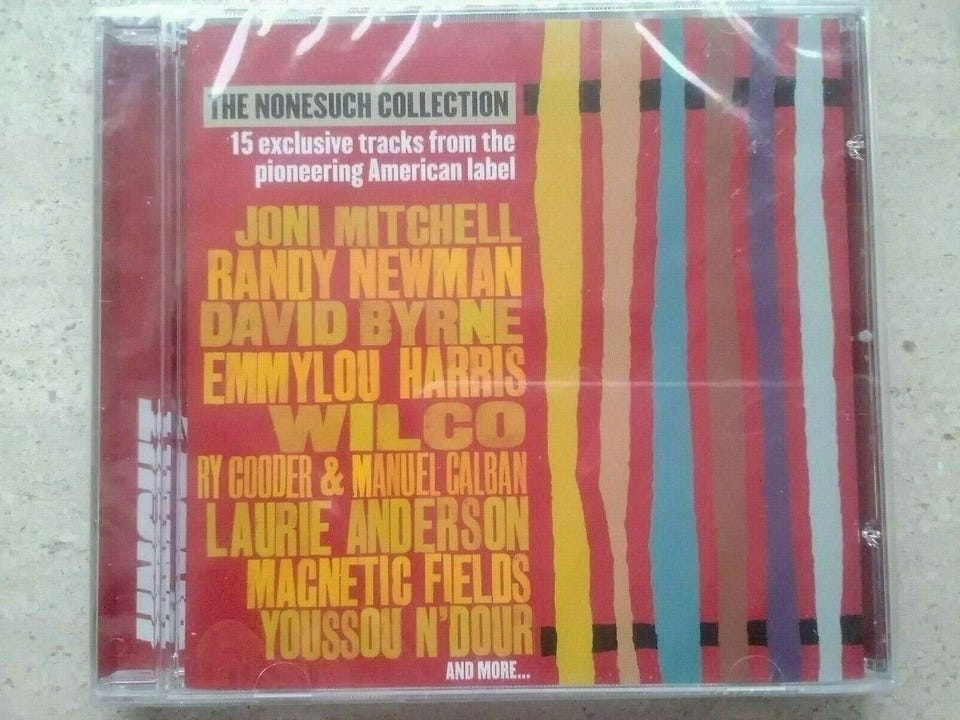 THE NONESUCH COLLECTION
15 exclusive tracks from the
pioneering American label
JONI MITCHELL
RANDY NEWMAN
DAVID BYRNE
EMMYLOU HARRIS
WILCO
RY COODER & MANUEL GALBAN
LAURIE ANDERSON
MAGNETIC FIELDS
YOUSSOU N'DOUR
AND MORE...
UNCUT